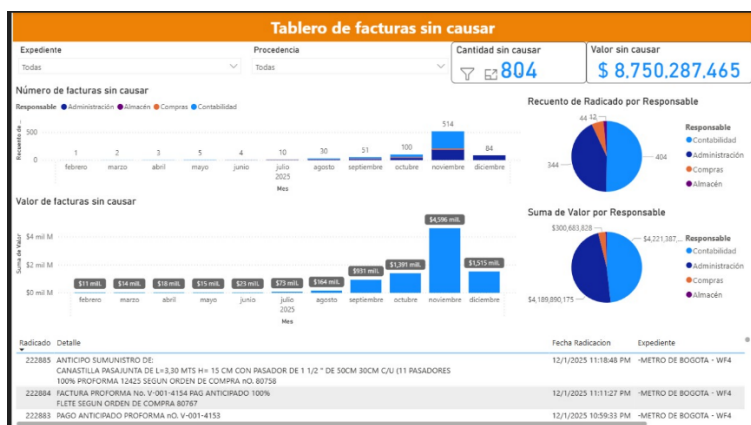 Tablero de facturas sin causar
Expediente
Todas
Procedencia
Todas
Cantidad sin causar
804
Valor sin causar
$ 8,750,287,465
Número de facturas sin causar
Responsable Administración Almacén Compras Contabilidad
Recuento de ...
500
0
1 2 3 5 4 10 30 51 100 514 84
febrero marzo abril mayo junio julio agosto septiembre octubre noviembre diciembre
2025
Mes
Recuento de Radicado por Responsable
44 12
344
404
Responsable
Contabilidad
Administración
Compras
Almacén
Valor de facturas sin causar
Suma de Valor
$4 mil M
$2 mil M
$0 mil M
$11 mill. $14 mill. $18 mill. $15 mill. $23 mill. $73 mill. $164 mill. $931 mill. $1,391 mill. $4,596 mill. $1,515 mill.
febrero marzo abril mayo junio julio agosto septiembre octubre noviembre diciembre
2025
Mes
Suma de Valor por Responsable
$300,683,828
$4,221,387,...
$4,189,890,175
Responsable
Contabilidad
Administración
Compras
Almacén
Radicado Detalle Fecha Radicacion Expediente
222885 ANTICIPO SUMUNISTRO DE: 12/1/2025 11:18:48 PM -METRO DE BOGOTA - WF4
CANASTILLA PASAJUNTA DE L=3,30 MTS H= 15 CM CON PASADOR DE 1 1/2 " DE 50CM 30CM C/U (11 PASADORES
100% PROFORMA 12425 SEGUN ORDEN DE COMPRA nO. 80758
222884 FACTURA PROFORMA No. V-001-4154 PAG ANTICIPADO 100% 12/1/2025 11:11:27 PM -METRO DE BOGOTA - WF4
FLETE SEGUN ORDEN DE COMPRA 80767
222883 PAGO ANTICIPADO PROFORMA nO. V-001-4153 12/1/2025 10:59:33 PM -METRO DE BOGOTA - WF4